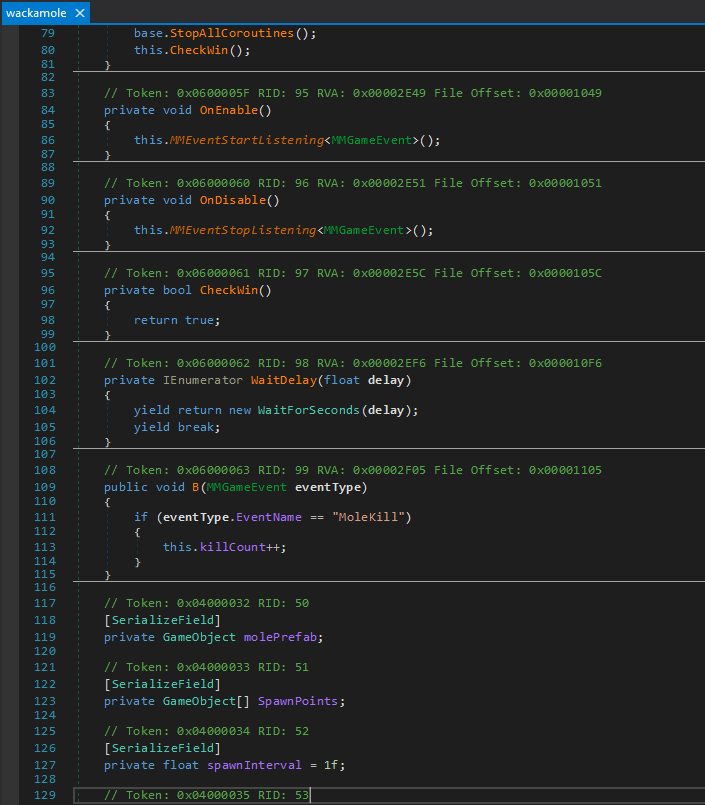 wackamole ×
79 base.StopAllCoroutines();
80 this.CheckWin();
81 }
82
83 // Token: 0x0600005F RID: 95 RVA: 0x00002E49 File Offset: 0x00001049
84 private void OnEnable()
85 {
86 this.MMEventStartListening<MMGameEvent>();
87 }
88
89 // Token: 0x06000060 RID: 96 RVA: 0x00002E51 File Offset: 0x00001051
90 private void OnDisable()
91 {
92 this.MMEventStopListening<MMGameEvent>();
93 }
94
95 // Token: 0x06000061 RID: 97 RVA: 0x00002E5C File Offset: 0x0000105C
96 private bool CheckWin()
97 {
98 return true;
99 }
100
101 // Token: 0x06000062 RID: 98 RVA: 0x00002EF6 File Offset: 0x000010F6
102 private IEnumerator WaitDelay(float delay)
103 {
104 yield return new WaitForSeconds(delay);
105 yield break;
106 }
107
108 // Token: 0x06000063 RID: 99 RVA: 0x00002F05 File Offset: 0x00001105
109 public void B(MMGameEvent eventType)
110 {
111 if (eventType.EventName == "MoleKill")
112 {
113 this.killCount++;
114 }
115 }
116
117 // Token: 0x04000032 RID: 50
118 [SerializeField]
119 private GameObject molePrefab;
120
121 // Token: 0x04000033 RID: 51
122 [SerializeField]
123 private GameObject[] SpawnPoints;
124
125 // Token: 0x04000034 RID: 52
126 [SerializeField]
127 private float spawnInterval = 1f;
128
129 // Token: 0x04000035 RID: 53